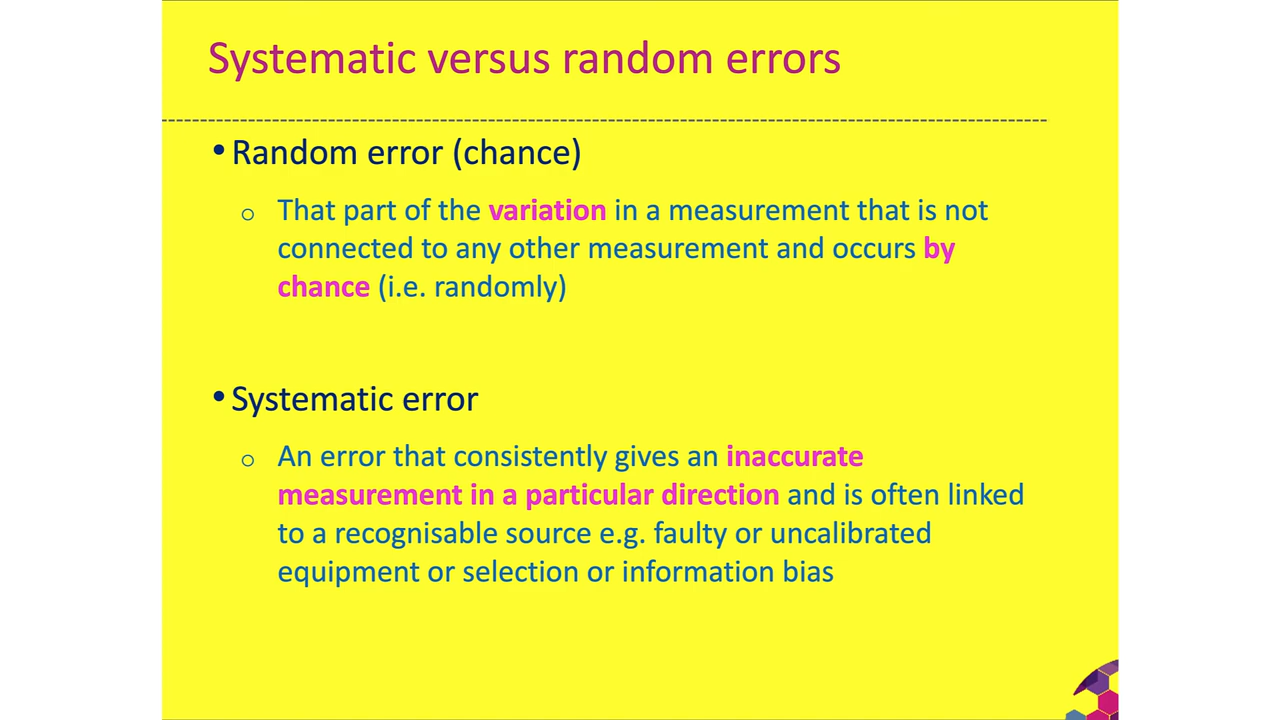 Systematic versus random errors
• Random error (chance)
o That part of the variation in a measurement that is not
connected to any other measurement and occurs by
chance (i.e. randomly)
• Systematic error
o An error that consistently gives an inaccurate
measurement in a particular direction and is often linked
to a recognisable source e.g. faulty or uncalibrated
equipment or selection or information bias